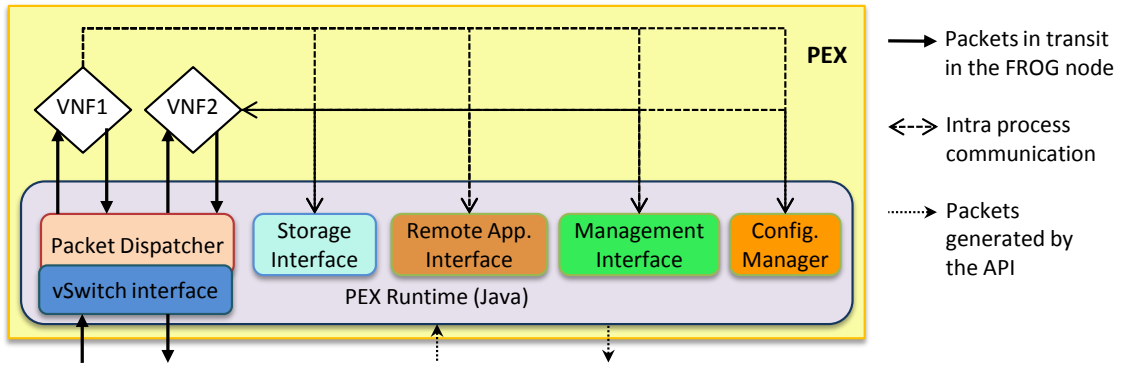 PEX
VNF1
VNF2
Packet Dispatcher
vSwitch interface
Storage
Interface
Remote App.
Interface
Management
Interface
Config.
Manager
PEX Runtime (Java)
Packets in transit
in the FROG node
Intra process
communication
Packets
generated by
the API